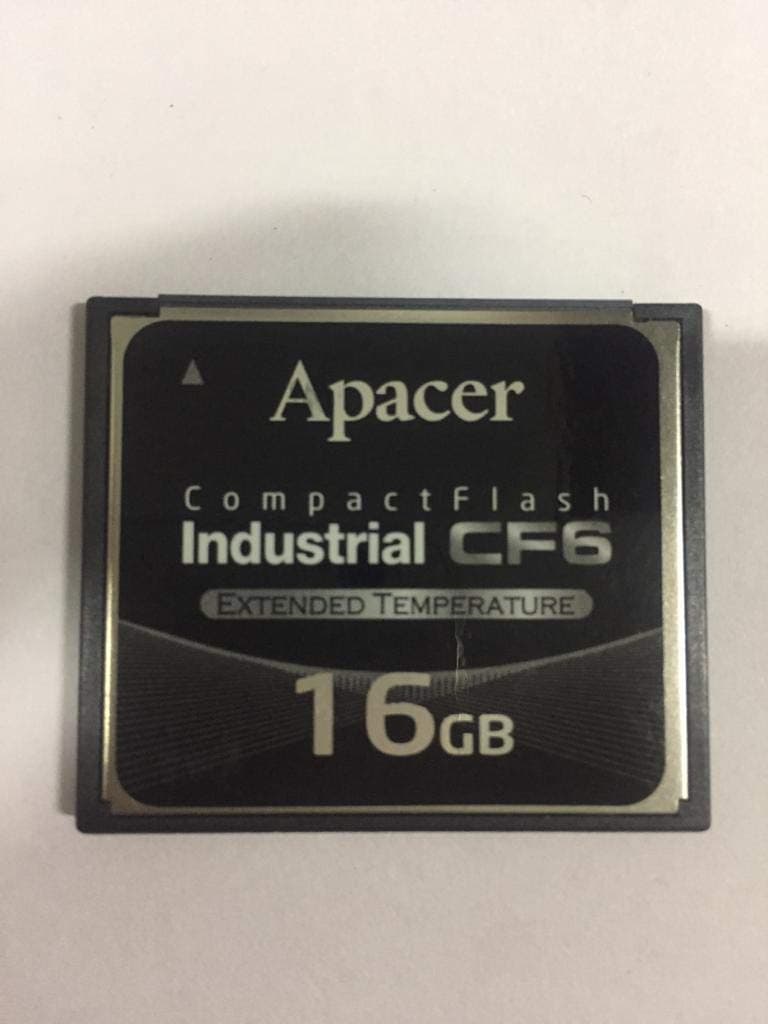 Apacer
CompactFlash
Industrial CF6
EXTENDED TEMPERATURE
16GB